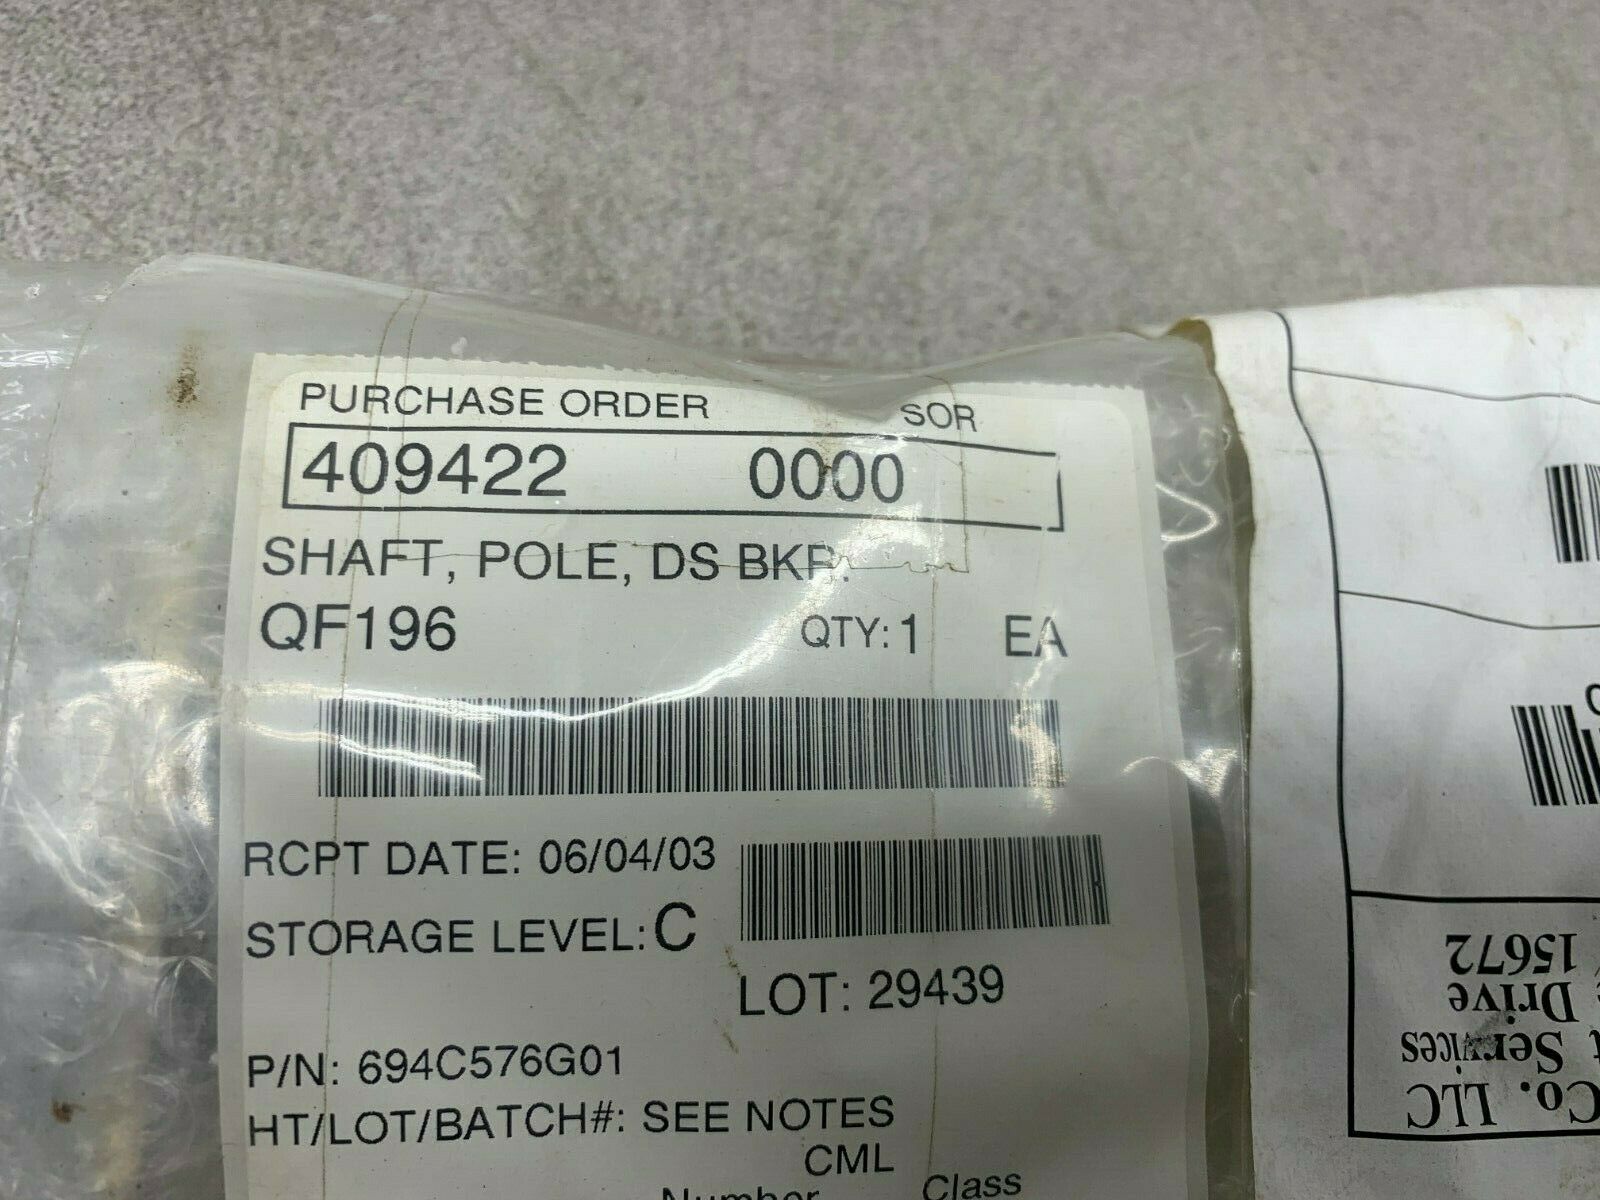 PURCHASE ORDER SOR
409422 0000
SHAFT, POLE, DS BKR.
QF196 QTY: 1 EA
RCPT DATE: 06/04/03
STORAGE LEVEL: C
LOT: 29439
P/N: 694C576G01
HT/LOT/BATCH#: SEE NOTES
CML
Number Class
Co. LLC
Services
Drive
15672